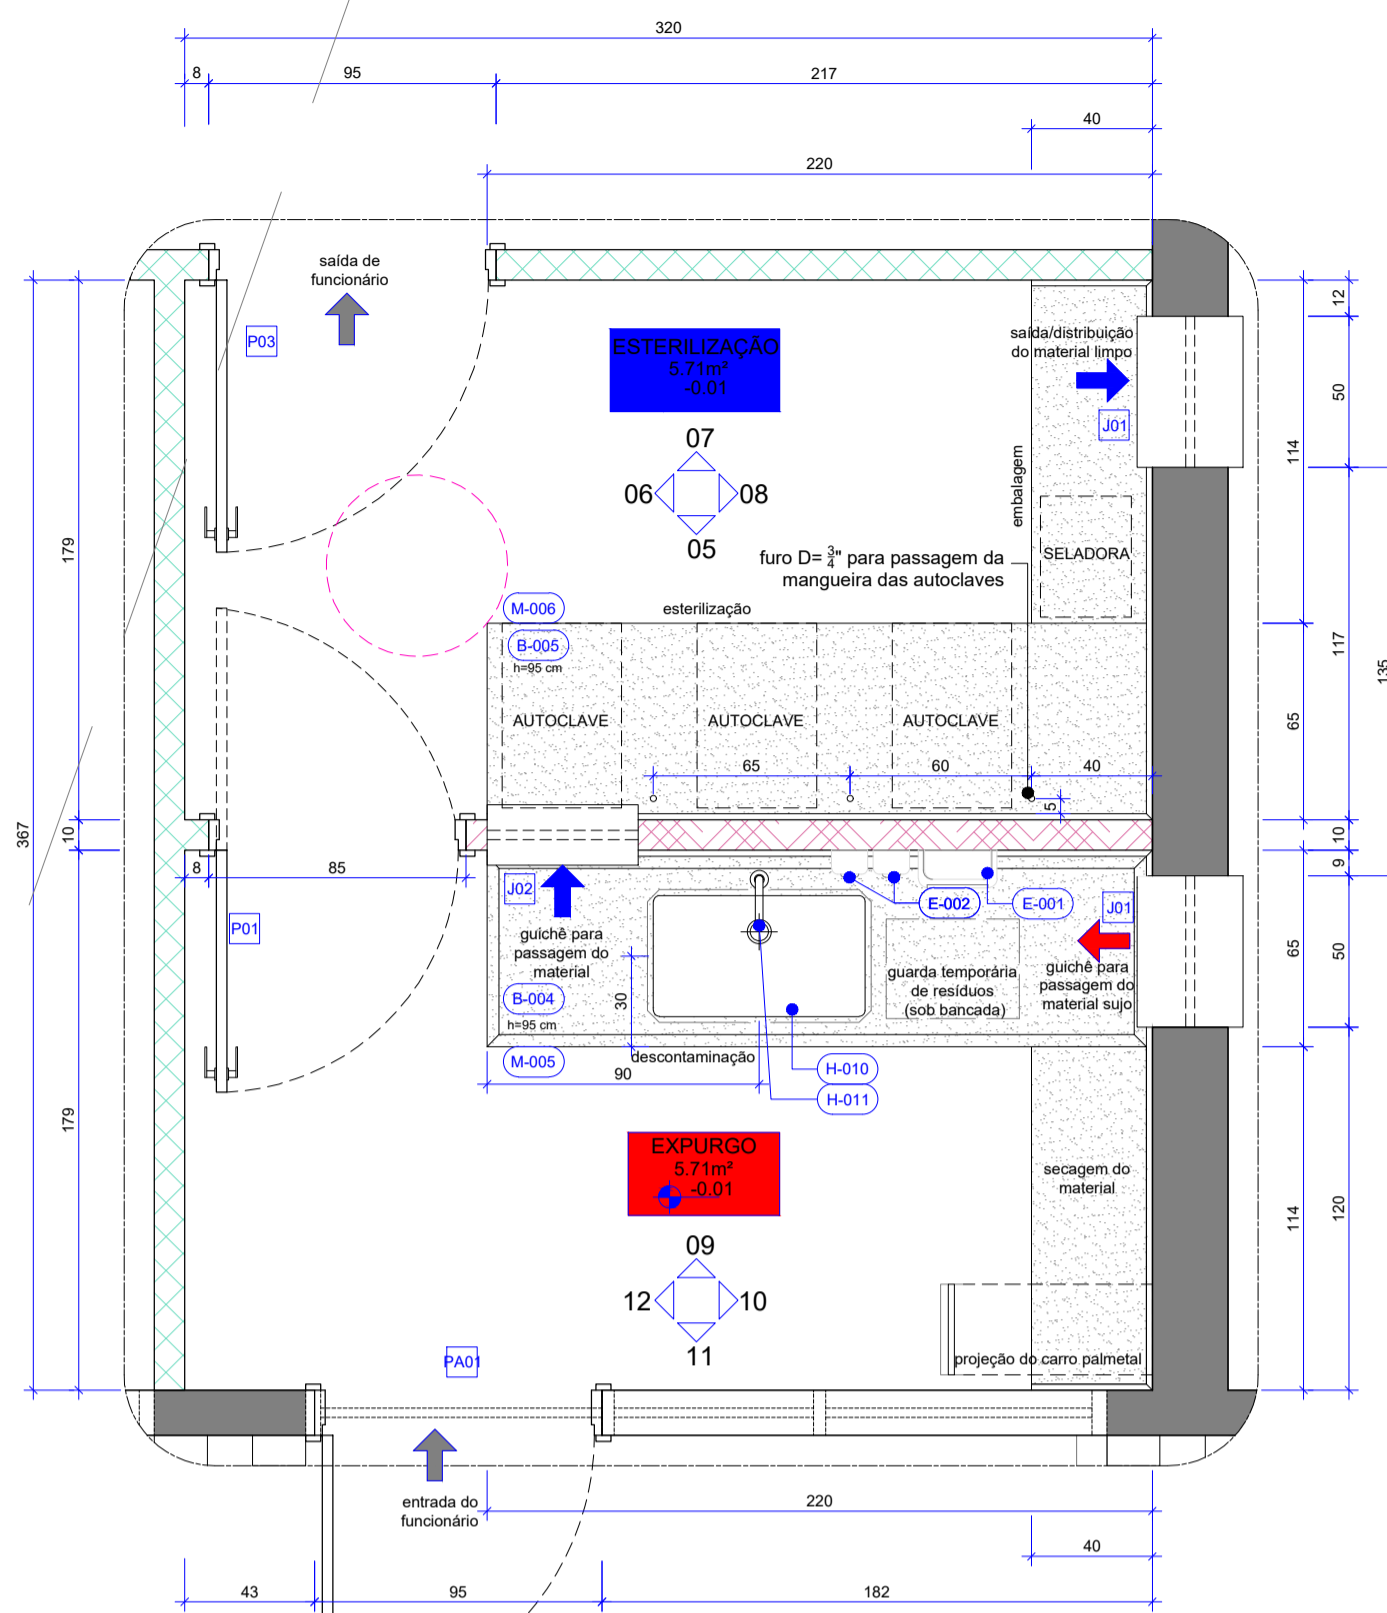 320
8
95
217
40
220
saída de
funcionário
P03
ESTERILIZAÇÃO
5.71m²
-0.01
saída/distribuição
do material limpo
J01
12
50
07
06
08
05
embalagem
114
furo D= 3/4" para passagem da
mangueira das autoclaves
SELADORA
179
M-006
esterilização
B-005
h=95 cm
117
135
AUTOCLAVE
AUTOCLAVE
AUTOCLAVE
65
65
60
40
5
367
10
10
9
8
85
J02
E-002
E-001
J01
P01
guichê para
passagem do
material
guarda temporária
de resíduos
(sob bancada)
guichê para
passagem do
material sujo
65
50
B-004
30
h=95 cm
M-005
descontaminação
90
H-010
H-011
179
EXPURGO
5.71m²
-0.01
secagem do
material
114
120
09
12
10
11
PA01
projeção do carro palmetal
entrada do
funcionário
220
40
43
95
182